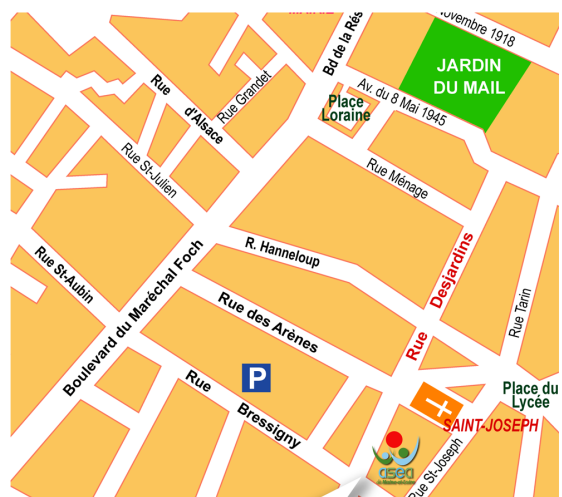 Novembre 1918
Bd de la Rés
JARDIN
DU MAIL
Rue
d'Alsace
Rue Grandet
Place
Loraine
Av. du 8 Mai 1945
Rue St-Julien
Rue Ménage
R. Hanneloup
Rue St-Aubin
Boulevard du Maréchal Foch
Rue Desjardins
Rue Tarin
Rue des Arènes
P
Rue Bressigny
Place du
Lycée
SAINT-JOSEPH
asea
Rue St-Joseph